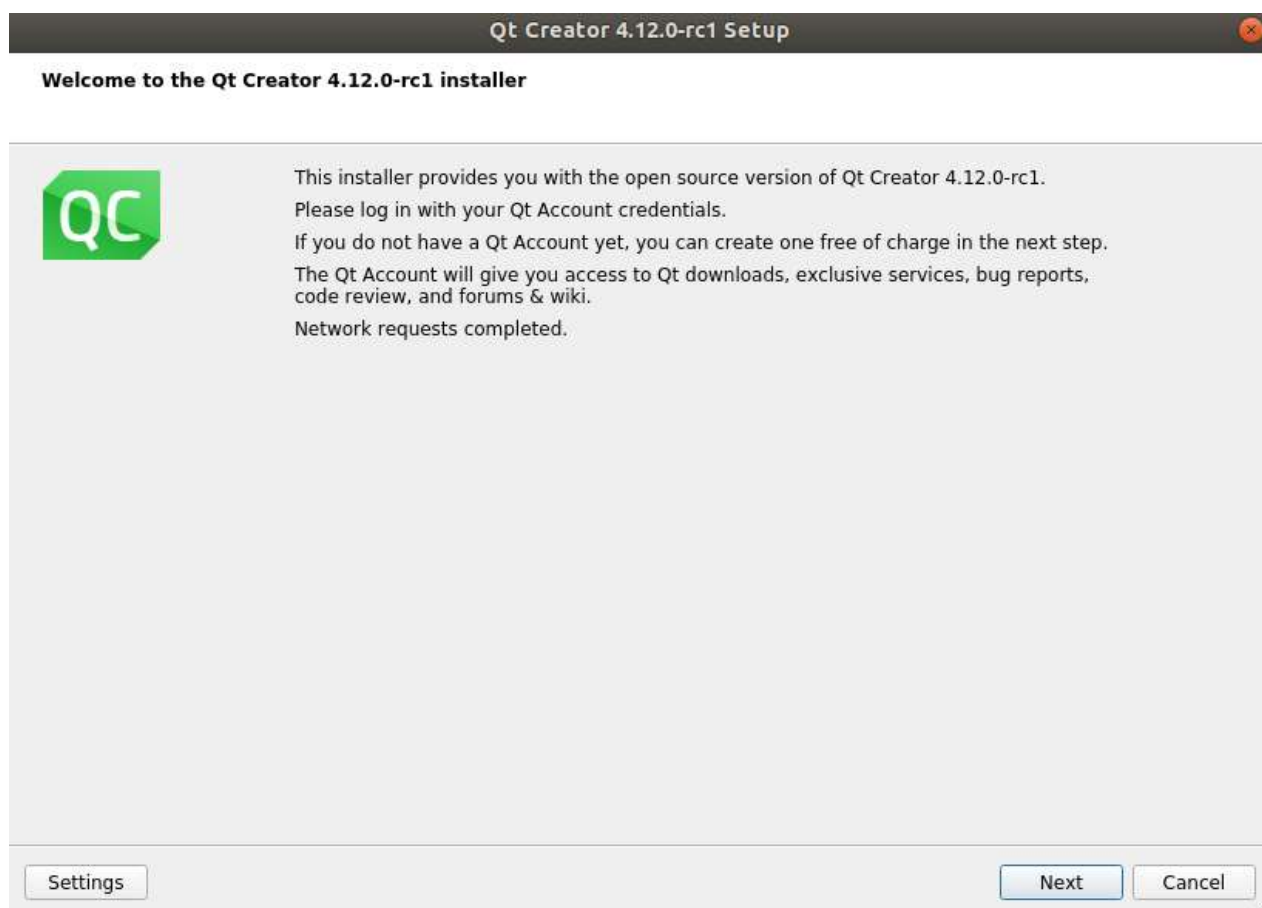 Qt Creator 4.12.0-rc1 Setup
Welcome to the Qt Creator 4.12.0-rc1 installer
QC
This installer provides you with the open source version of Qt Creator 4.12.0-rc1.
Please log in with your Qt Account credentials.
If you do not have a Qt Account yet, you can create one free of charge in the next step.
The Qt Account will give you access to Qt downloads, exclusive services, bug reports,
code review, and forums & wiki.
Network requests completed.
Settings
Next
Cancel